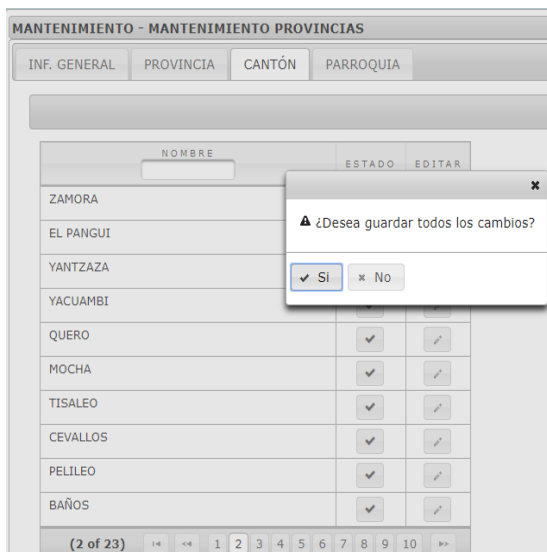 MANTENIMIENTO - MANTENIMIENTO PROVINCIAS
INF. GENERAL PROVINCIA CANTÓN PARROQUIA
NOMBRE ESTADO EDITAR
¿Desea guardar todos los cambios?
Si No
ZAMORA
EL PANGUI
YANTZAZA
YACUAMBI
QUERO
MOCHA
TISALEO
CEVALLOS
PELILEO
BAÑOS
(2 of 23) 1 2 3 4 5 6 7 8 9 10